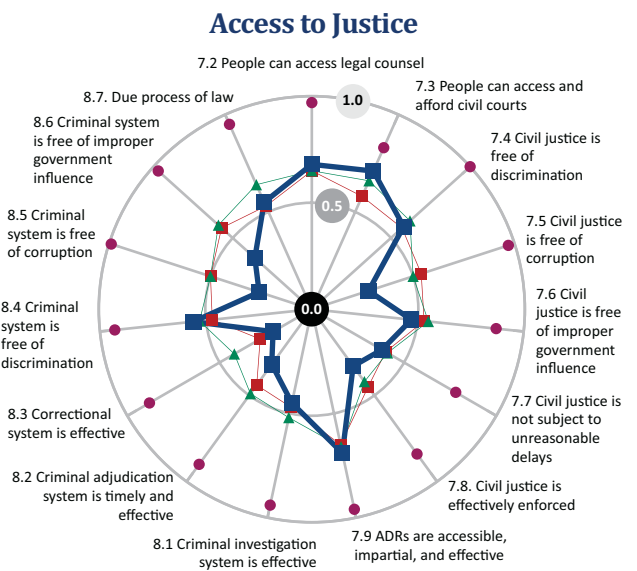 Access to Justice
7.2 People can access legal counsel
1.0
7.3 People can access and
afford civil courts
7.4 Civil justice is
free of
discrimination
7.5 Civil justice
is free of
corruption
7.6 Civil
justice is free
of improper
government
influence
7.7 Civil justice is
not subject to
unreasonable
delays
7.8. Civil justice is
effectively enforced
7.9 ADRs are accessible,
impartial, and effective
8.1 Criminal investigation
system is effective
8.2 Criminal adjudication
system is timely and
effective
8.3 Correctional
system is effective
8.4 Criminal
system is
free of
discrimination
8.5 Criminal
system is free
of corruption
8.6 Criminal system
is free of improper
government
influence
8.7. Due process of law
0.5
0.0